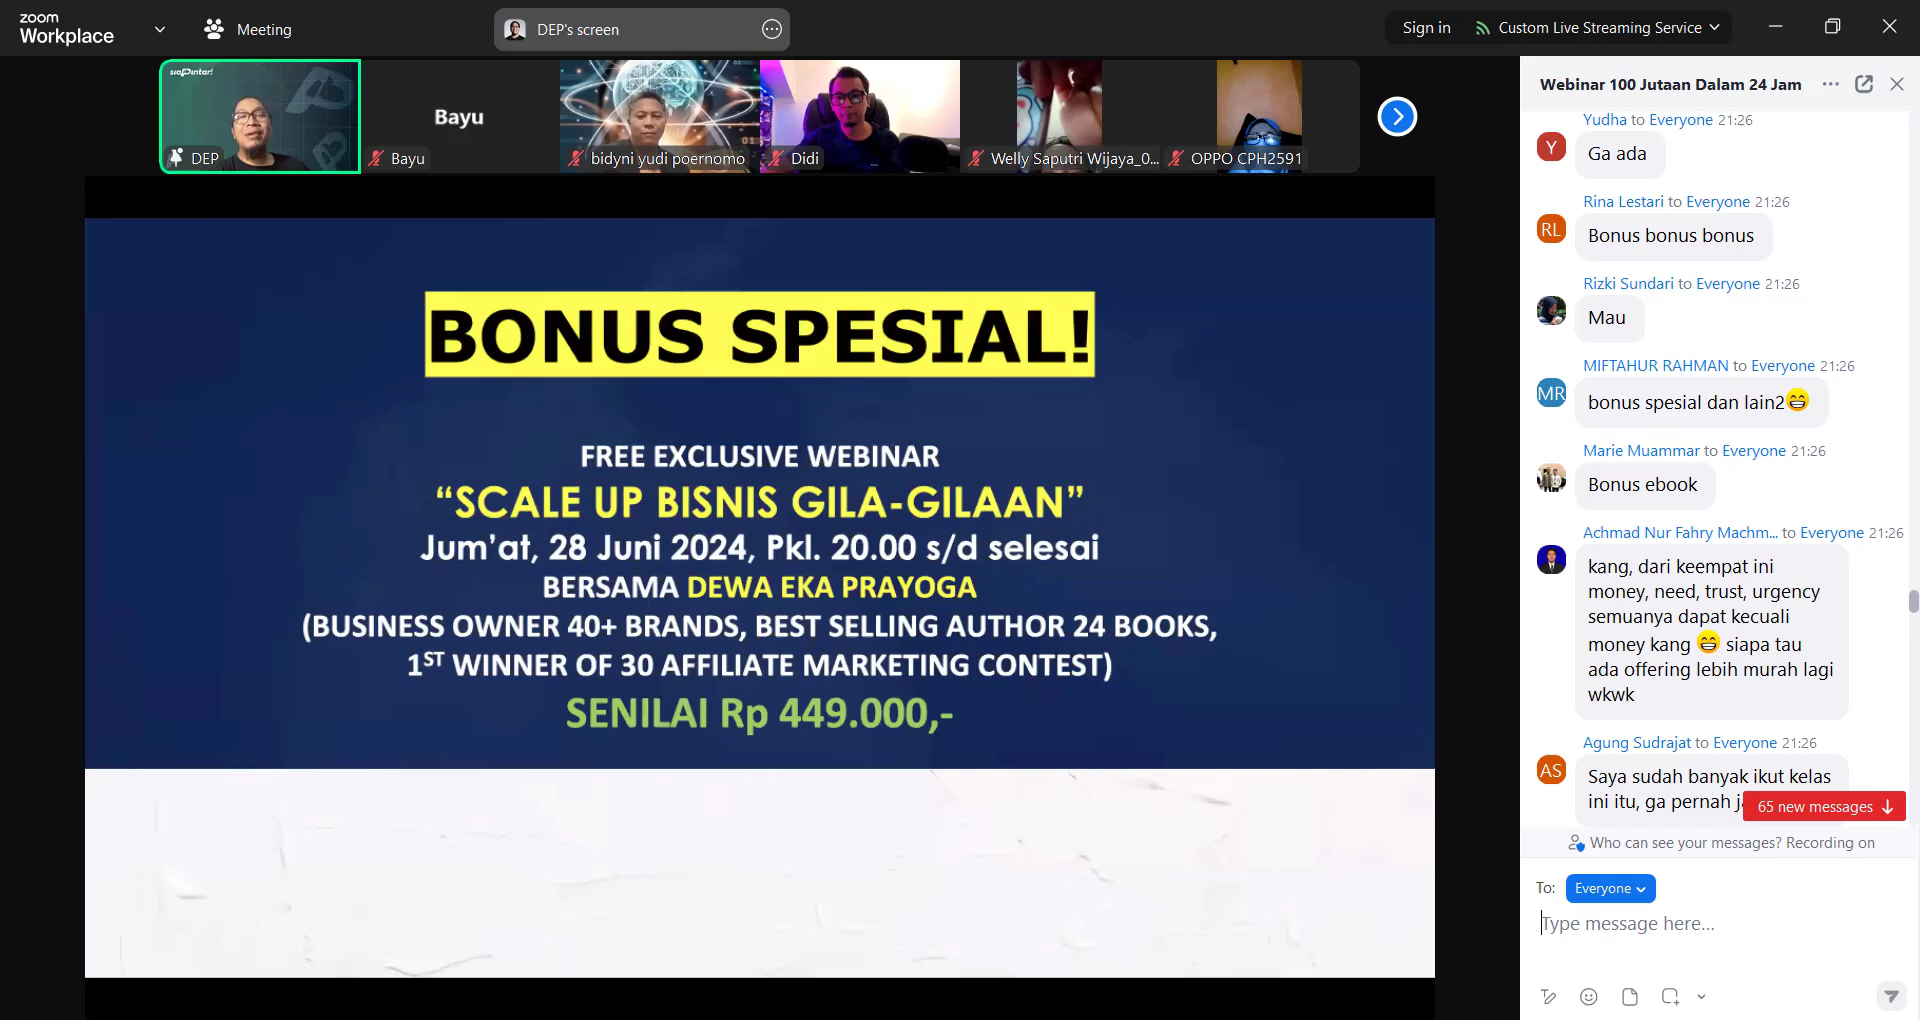 zoom
Workplace
Meeting
DEP's screen
Sign in
Custom Live Streaming Service
siapintar!
DEP
Bayu
Bayu
bidyni yudi poernomo
Didi
Welly Saputri Wijaya_0...
OPPO CPH2591
BONUS SPESIAL!
FREE EXCLUSIVE WEBINAR
“SCALE UP BISNIS GILA-GILAAN”
Jum’at, 28 Juni 2024, Pkl. 20.00 s/d selesai
BERSAMA DEWA EKA PRAYOGA
(BUSINESS OWNER 40+ BRANDS, BEST SELLING AUTHOR 24 BOOKS,
1ST WINNER OF 30 AFFILIATE MARKETING CONTEST)
SENILAI Rp 449.000,-
Webinar 100 Jutaan Dalam 24 Jam
Yudha to Everyone 21:26
Y
Ga ada
Rina Lestari to Everyone 21:26
RL
Bonus bonus bonus
Rizki Sundari to Everyone 21:26
Mau
MIFTAHUR RAHMAN to Everyone 21:26
MR
bonus spesial dan lain2😁
Marie Muammar to Everyone 21:26
Bonus ebook
Achmad Nur Fahry Machm... to Everyone 21:26
kang, dari keempat ini
money, need, trust, urgency
semuanya dapat kecuali
money kang 😁 siapa tau
ada offering lebih murah lagi
wkwk
Agung Sudrajat to Everyone 21:26
AS
Saya sudah banyak ikut kelas
ini itu, ga pernah
65 new messages
Who can see your messages? Recording on
To: Everyone
Type message here...